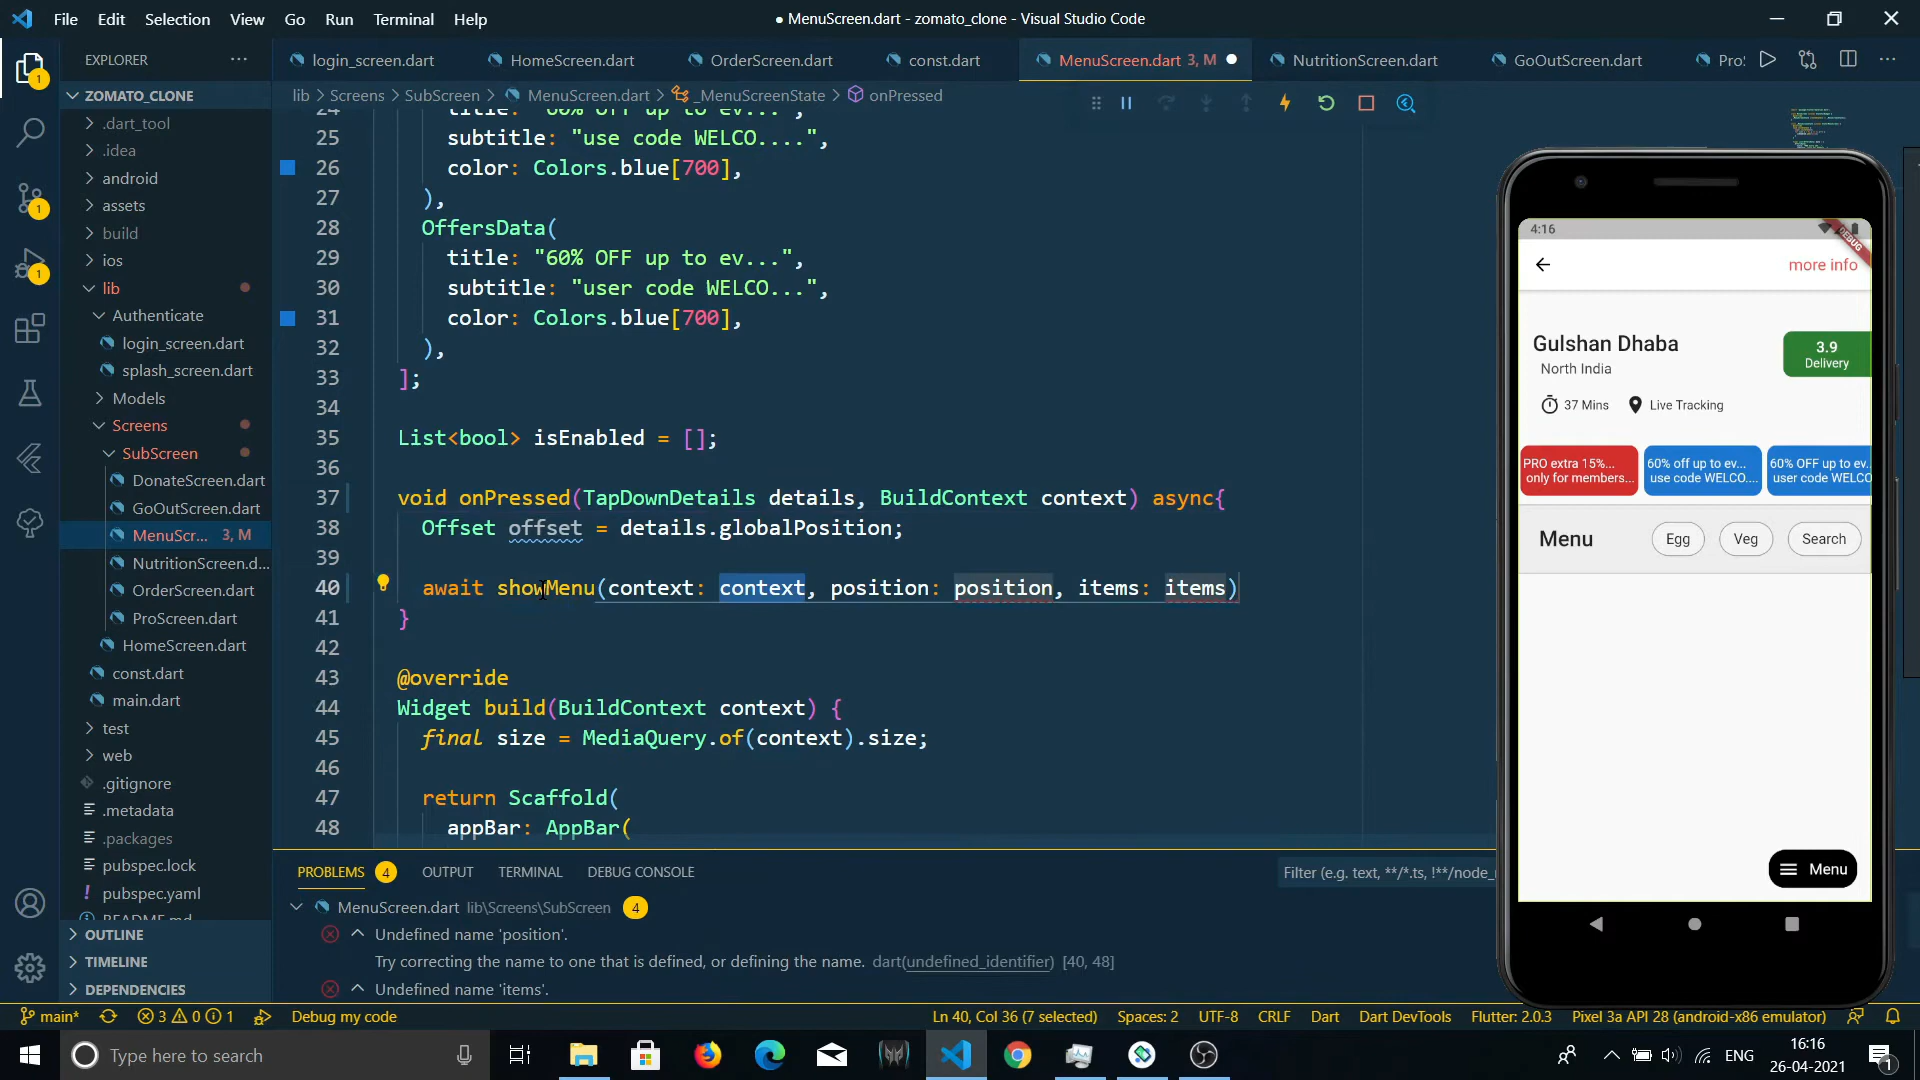 File Edit Selection View Go Run Terminal Help
● MenuScreen.dart - zomato_clone - Visual Studio Code
EXPLORER
login_screen.dart
HomeScreen.dart
OrderScreen.dart
const.dart
MenuScreen.dart 3, M
NutritionScreen.dart
GoOutScreen.dart
Pro
lib > Screens > SubScreen > MenuScreen.dart > _MenuScreenState > onPressed
ZOMATO_CLONE
.dart_tool
.idea
android
assets
build
ios
lib
Authenticate
login_screen.dart
splash_screen.dart
Models
Screens
SubScreen
DonateScreen.dart
GoOutScreen.dart
MenuScr... 3, M
NutritionScreen.d...
OrderScreen.dart
ProScreen.dart
HomeScreen.dart
const.dart
main.dart
test
web
.gitignore
.metadata
.packages
pubspec.lock
pubspec.yaml
README.md
OUTLINE
TIMELINE
DEPENDENCIES
24 title: "60% off up to ev...",
25 subtitle: "use code WELCO....",
26 color: Colors.blue[700],
27 ),
28 OffersData(
29 title: "60% OFF up to ev...",
30 subtitle: "user code WELCO...",
31 color: Colors.blue[700],
32 ),
33 ];
34
35 List<bool> isEnabled = [];
36
37 void onPressed(TapDownDetails details, BuildContext context) async{
38 Offset offset = details.globalPosition;
39
40 await showMenu(context: context, position: position, items: items)
41 }
42
43 @override
44 Widget build(BuildContext context) {
45 final size = MediaQuery.of(context).size;
46
47 return Scaffold(
48 appBar: AppBar(
PROBLEMS 4 OUTPUT TERMINAL DEBUG CONSOLE
Filter (e.g. text, **/*.ts, !**/node_
MenuScreen.dart lib\Screens\SubScreen 4
Undefined name 'position'.
Try correcting the name to one that is defined, or defining the name. dart(undefined_identifier) [40, 48]
Undefined name 'items'.
4:16
DEBUG
more info
Gulshan Dhaba
North India
3.9
Delivery
37 Mins
Live Tracking
PRO extra 15%...
only for members...
60% off up to ev...
use code WELCO....
60% OFF up to ev.
user code WELCO
Menu
Egg
Veg
Search
Menu
main* 3 0 1 Debug my code
Ln 40, Col 36 (7 selected) Spaces: 2 UTF-8 CRLF Dart Dart DevTools Flutter: 2.0.3 Pixel 3a API 28 (android-x86 emulator)
Type here to search
ENG
16:16
26-04-2021
1